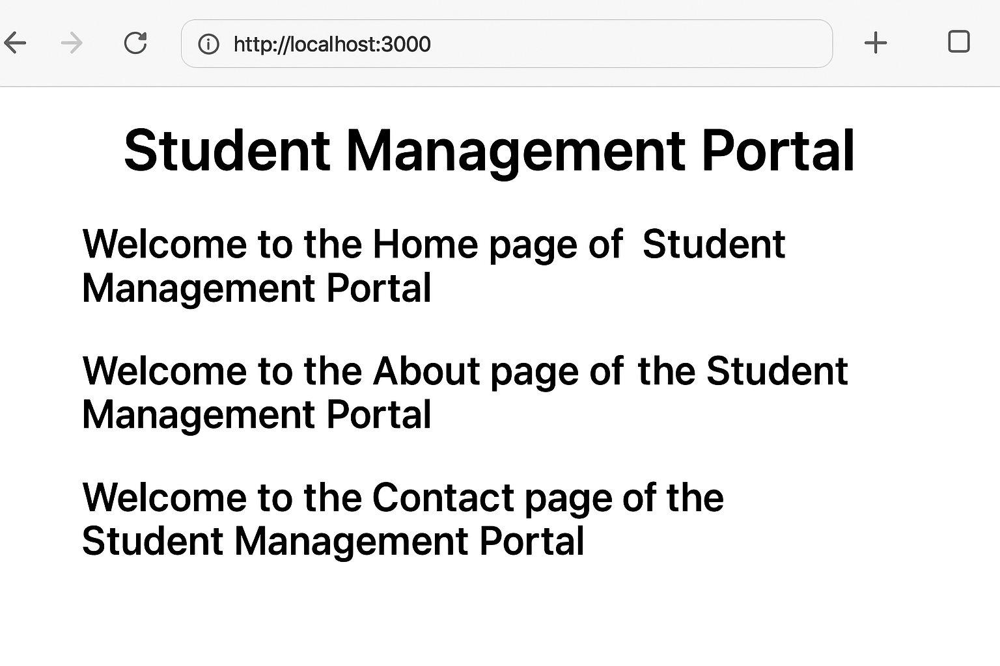 http://localhost:3000
Student Management Portal
Welcome to the Home page of Student
Management Portal
Welcome to the About page of the Student
Management Portal
Welcome to the Contact page of the
Student Management Portal